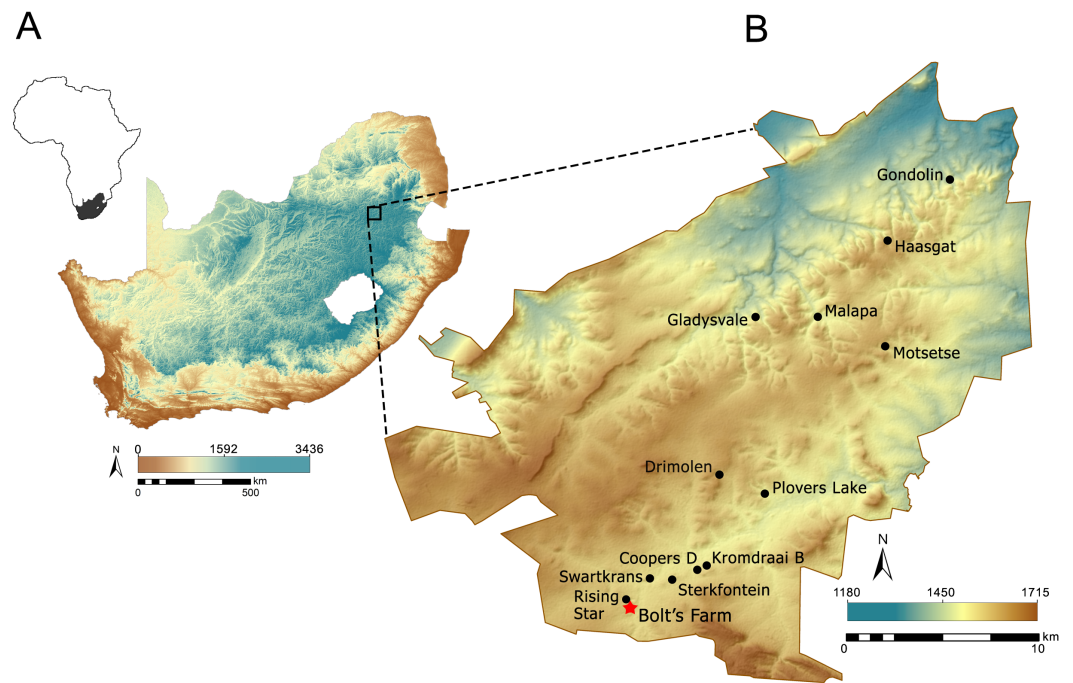 A
B
Gondolin
Haasgat
Gladysvale
Malapa
Motsetse
Drimolen
Plovers Lake
Coopers D
Kromdraai B
Swartkrans
Sterkfontein
Rising
Star
Bolt's Farm
N
0 1592 3436
km
0 500
N
1180 1450 1715
km
0 10